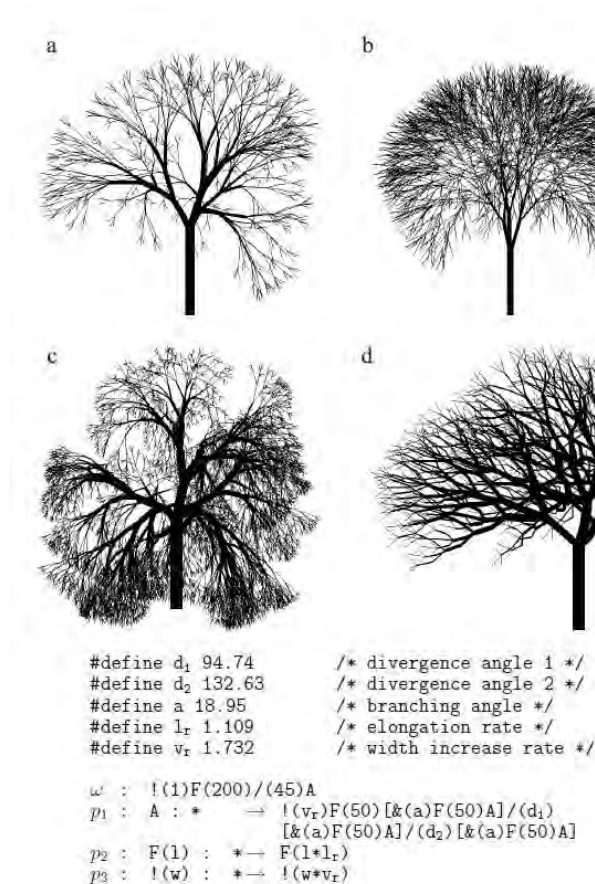 a
b
c
d
#define d₁ 94.74 /* divergence angle 1 */
#define d₂ 132.63 /* divergence angle 2 */
#define a 18.95 /* branching angle */
#define lᵣ 1.109 /* elongation rate */
#define vᵣ 1.732 /* width increase rate */
ω : !(1)F(200)/(45)A
p₁ : A : * → !(vᵣ)F(50)[&(a)F(50)A]/(d₁)
[&(a)F(50)A]/(d₂)[&(a)F(50)A]
p₂ : F(l) : * → F(l*lᵣ)
p₃ : !(w) : * → !(w*vᵣ)